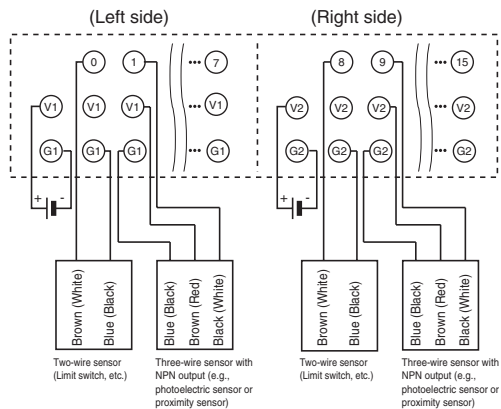 (Left side) (Right side)
0 1 ··· 7 8 9 ··· 15
V1 V1 V1 ··· V1 V2 V2 V2 ··· V2
G1 G1 G1 ··· G1 G2 G2 G2 ··· G2
+ - + -
Brown (White)
Blue (Black)
Blue (Black)
Brown (Red)
Black (White)
Brown (White)
Blue (Black)
Blue (Black)
Brown (Red)
Black (White)
Two-wire sensor
(Limit switch, etc.)
Three-wire sensor with
NPN output (e.g.,
photoelectric sensor or
proximity sensor)
Two-wire sensor
(Limit switch, etc.)
Three-wire sensor with
NPN output (e.g.,
photoelectric sensor or
proximity sensor)